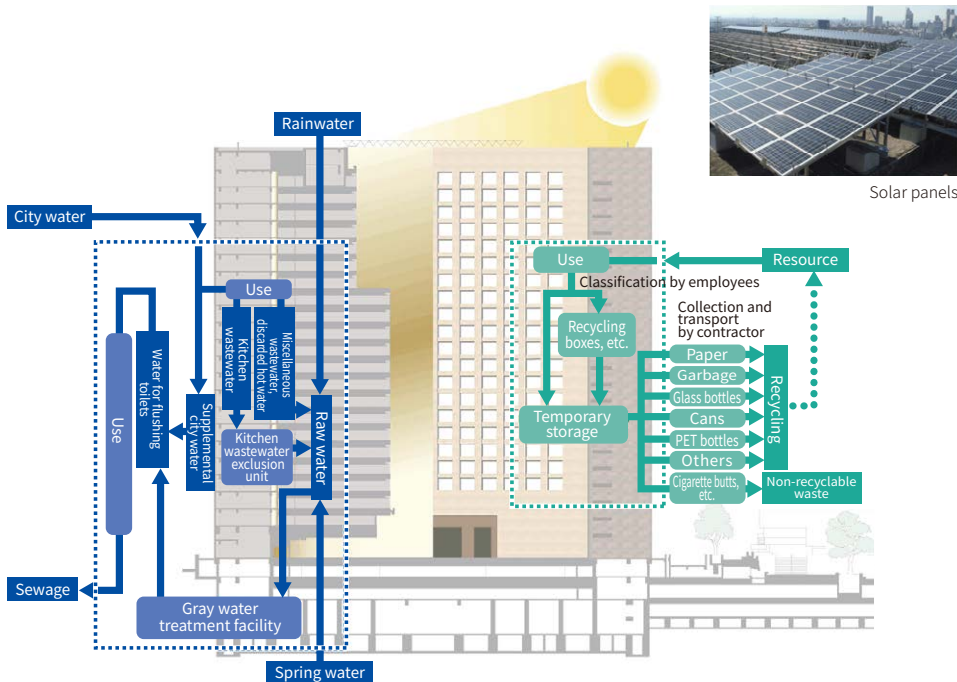 Rainwater
Solar panels
City water
Use
Kitchen
wastewater
Miscellaneous
wastewater,
discarded hot water
Use
Water for flushing
toilets
Supplemental
city water
Kitchen
wastewater
exclusion
unit
Raw water
Sewage
Gray water
treatment facility
Spring water
Use
Classification by employees
Resource
Recycling
boxes, etc.
Collection and
transport
by contractor
Temporary
storage
Paper
Garbage
Glass bottles
Cans
PET bottles
Others
Cigarette butts,
etc.
Recycling
Non-recyclable
waste